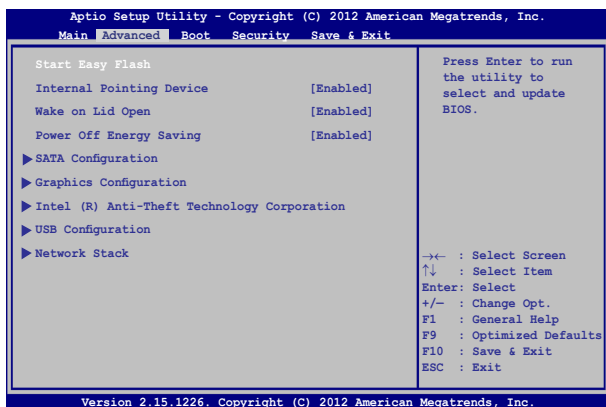 Aptio Setup Utility - Copyright (C) 2012 American Megatrends, Inc.
Main Advanced Boot Security Save & Exit
Start Easy Flash
Internal Pointing Device [Enabled]
Wake on Lid Open [Enabled]
Power Off Energy Saving [Enabled]
SATA Configuration
Graphics Configuration
Intel (R) Anti-Theft Technology Corporation
USB Configuration
Network Stack
Press Enter to run
the utility to
select and update
BIOS.
→← : Select Screen
↑↓ : Select Item
Enter: Select
+/— : Change Opt.
F1 : General Help
F9 : Optimized Defaults
F10 : Save & Exit
ESC : Exit
Version 2.15.1226. Copyright (C) 2012 American Megatrends, Inc.